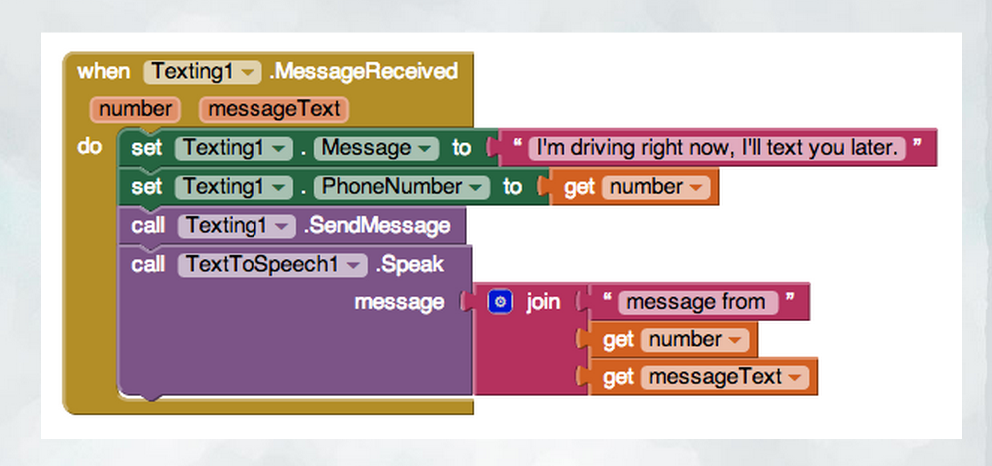 when Texting1 .MessageReceived
number messageText
do set Texting1 . Message to “ I'm driving right now, I'll text you later. ”
set Texting1 . PhoneNumber to get number
call Texting1 .SendMessage
call TextToSpeech1 .Speak
message join “ message from ”
get number
get messageText